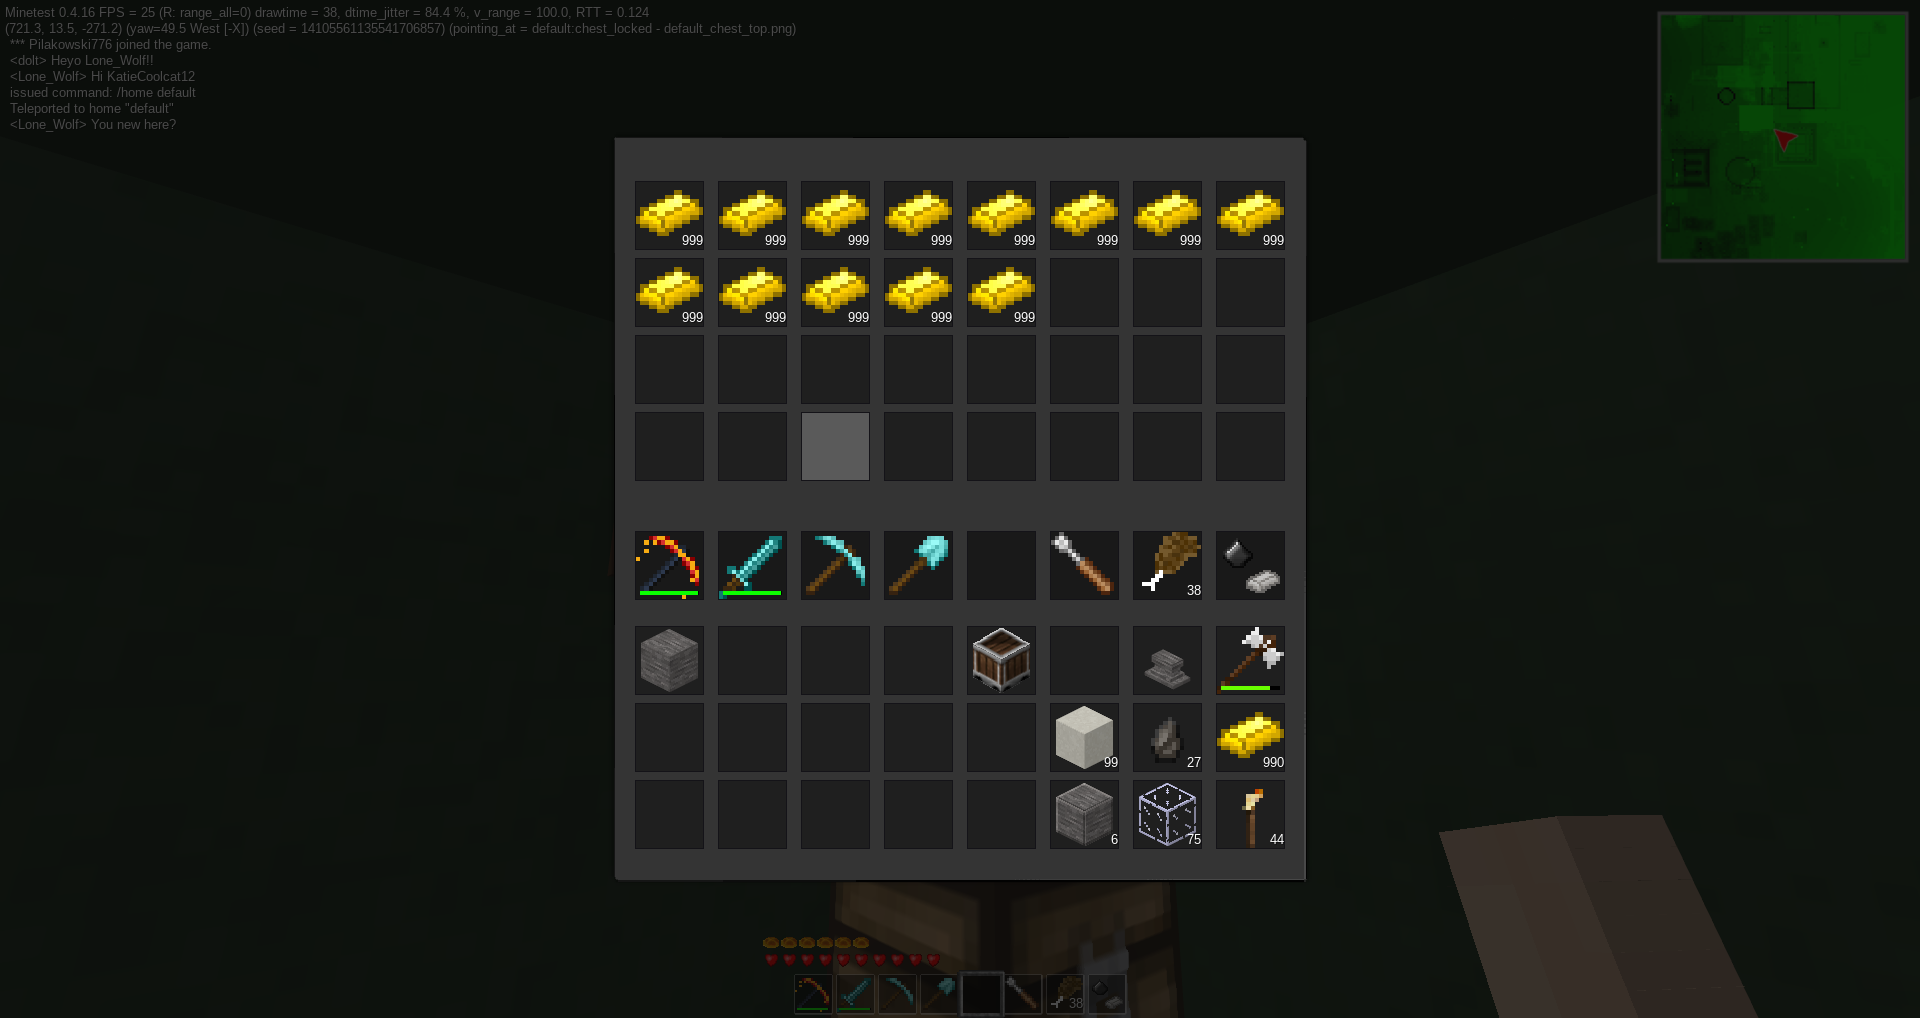 Minetest 0.4.16 FPS = 25 (R: range_all=0) drawtime = 38, dtime_jitter = 84.4 %, v_range = 100.0, RTT = 0.124
(721.3, 13.5, -271.2) (yaw=49.5 West [-X]) (seed = 14105561135541706857) (pointing_at = default:chest_locked - default_chest_top.png)
*** Pilakowski776 joined the game.
<dolt> Heyo Lone_Wolf!!
<Lone_Wolf> Hi KatieCoolcat12
issued command: /home default
Teleported to home "default"
<Lone_Wolf> You new here?
999 999 999 999 999 999 999 999
999 999 999 999 999
38
99 27 990
6 75 44
38